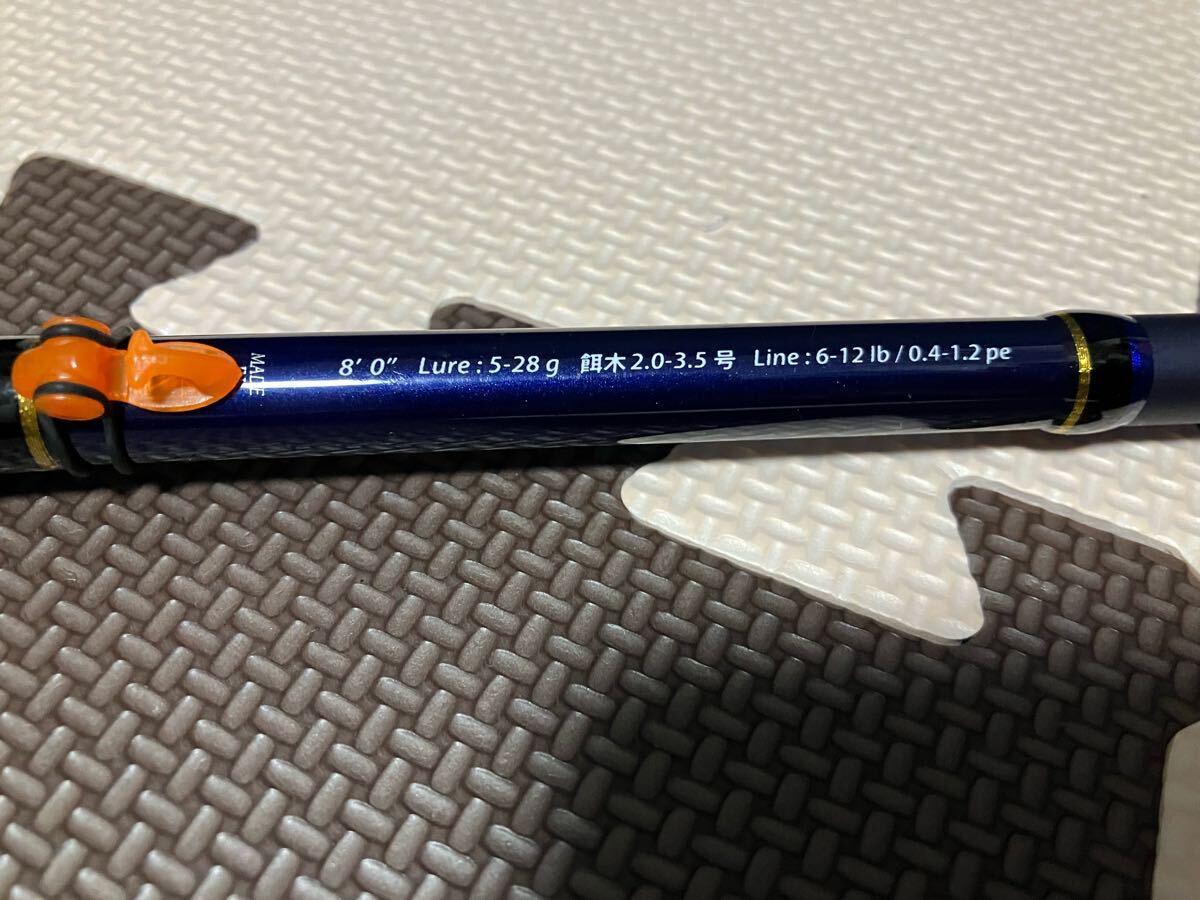 MADE
8' 0" Lure : 5-28 g 餌木 2.0-3.5 号 Line : 6-12 lb / 0.4-1.2 pe